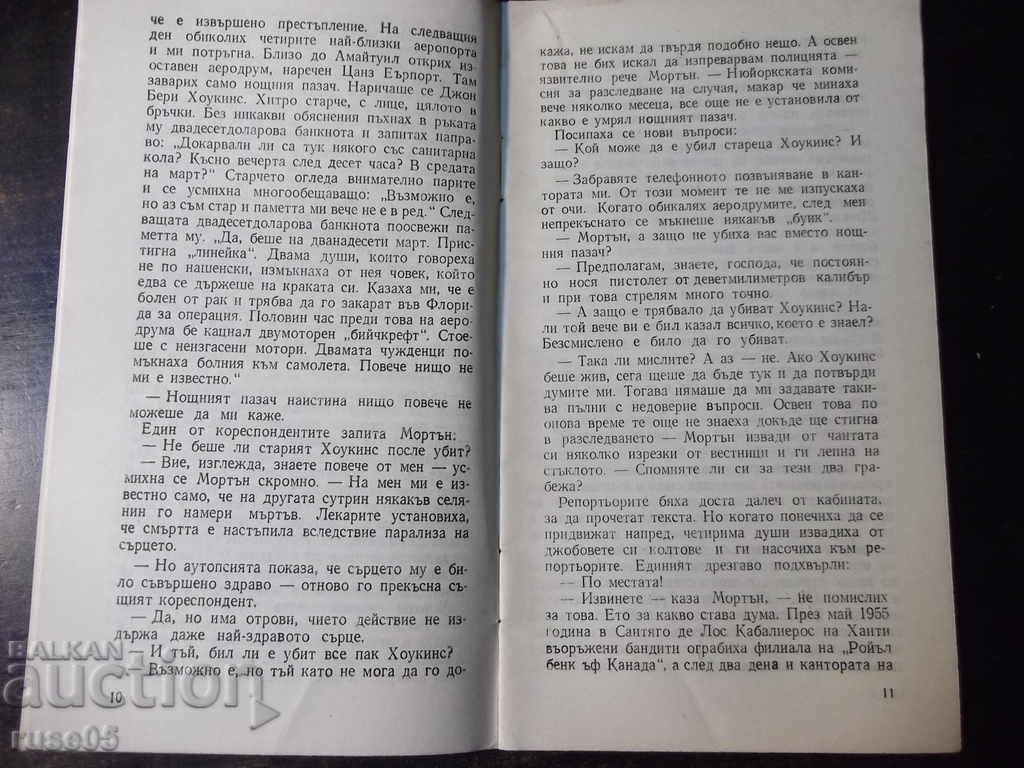 че е извършено престъпление. На следващия
ден обиколих четирите най-близки аеропорта
и ми потръгна. Близо до Амайтуил открих из-
оставен аеродрум, наречен Цанз Еърпорт. Там
заварих само нощния пазач. Наричаше се Джон
Бери Хоукинс. Хитро старче, с лице, цялото в
бръчки. Без никакви обяснения пъхнах в ръката
му двадесетдоларова банкнота и запитах напра-
во: „Докарвали ли са тук някого със санитарна
кола? Късно вечерта след десет часа? В средата
на март?“ Старчето огледа внимателно парите
и се усмихна многообещаващо: „Възможно е,
но аз съм стар и паметта ми вече не е в ред.“ След-
ващата двадесетдоларова банкнота поосвежи па-
метта му. „Да, беше на дванадесети март. Прис-
тигна „линейка“. Двама души, които говореха
не по нашенски, измъкнаха от нея човек, който
едва се държеше на краката си. Казаха ми, че е
болен от рак и трябва да го закарат във Флори-
да за операция. Половин час преди това на аеро-
друма бе кацнал двумоторен „бийчкрефт“. Стое-
ше с неизгасени мотори. Двамата чужденци по-
мъкнаха болния към самолета. Повече нищо не
ми е известно.“
— Нощният пазач наистина нищо повече не
можеше да ми каже.
Един от кореспондентите запита Мортън:
— Не беше ли старият Хоукинс после убит?
— Вие, изглежда, знаете повече от мен — ус-
михна се Мортън скромно. — На мен ми е из-
вестно само, че на другата сутрин някакъв селя-
нин го намери мъртъв. Лекарите установиха,
че смъртта е настъпила вследствие парализа на
сърцето.
— Но аутопсията показа, че сърцето му е би-
ло съвършено здраво — отново го прекъсна съ-
щият кореспондент.
— Да, но има отрови, чието действие не из-
държа даже най-здравото сърце.
— И тъй, бил ли е убит все пак Хоукинс?
— Възможно е, но тъй като не мога да го до-
10
кажа, не искам да твърдя подобно нещо. А освен
това не бих искал да изпреварвам полицията —
язвително рече Мортън. — Нюйоркската коми-
сия за разследване на случая, макар че минаха
вече няколко месеца, все още не е установила от
какво е умрял нощният пазач.
Посипаха се нови въпроси:
— Кой може да е убил стареца Хоукинс? И
защо?
— Забравяте телефонното позвъняване в кан-
тората ми. От този момент те не ме изпускаха
от очи. Когато обикалях аеродрумите, след мен
непрекъснато се мъкнеше някакъв „буик“.
— Мортън, а защо не убиха вас вместо нощ-
ния пазач?
— Предполагам, знаете, господа, че постоян-
но нося пистолет от деветмилиметров калибър
и при това стрелям много точно.
— А защо е трябвало да убиват Хоукинс? На-
ли той вече ви е бил казал всичко, което е знаел?
Безсмислено е било да го убиват.
— Така ли мислите? А аз — не. Ако Хоукинс
беше жив, сега щеше да бъде тук и да потвърди
думите ми. Тогава нямаше да ми задавате таки-
ва пълни с недоверие въпроси. Освен това по
онова време те още не знаеха докъде ще стигна
в разследването — Мортън извади от чантата
си няколко изрезки от вестници и ги лепна на
стъклото. — Спомняте ли си за тези два гра-
бежа?
Репортьорите бяха доста далеч от кабината,
за да прочетат текста. Но когато понечиха да се
придвижат напред, четирима души извадиха от
джобовете си колтове и ги насочиха към ре-
портьорите. Единият дрезгаво подхвърли:
— По местата!
— Извинете — каза Мортън, — не помислих
за това. Ето за какво става дума. През май 1955
година в Сантяго де Лос Кабалиерос на Хаити
въоръжени бандити ограбиха филиала на „Ройъл
бенк ъф Канада“, а след два дена и кантората на
11
BALKAN
auction
ruse05